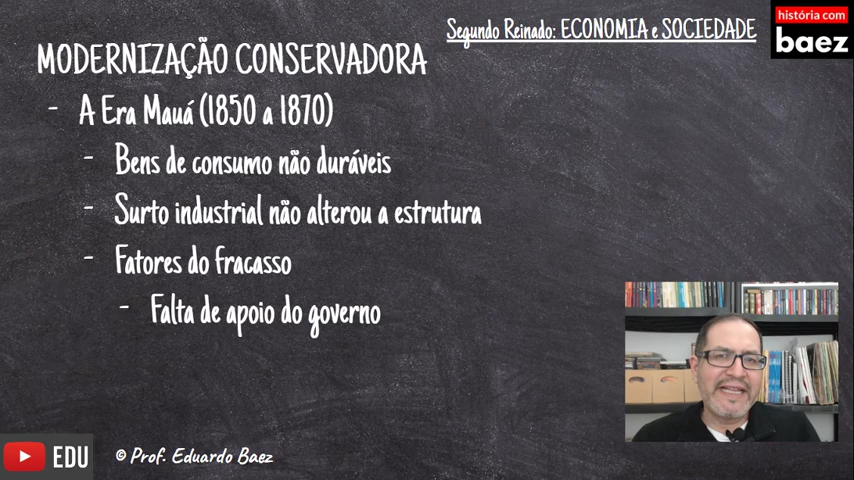 Segundo Reinado: ECONOMIA e SOCIEDADE
história com
baez
MODERNIZAÇÃO CONSERVADORA
- A Era Mauá (1850 a 1870)
- Bens de consumo não duráveis
- Surto industrial não alterou a estrutura
- Fatores do fracasso
- Falta de apoio do governo
EDU
© Prof. Eduardo Baez